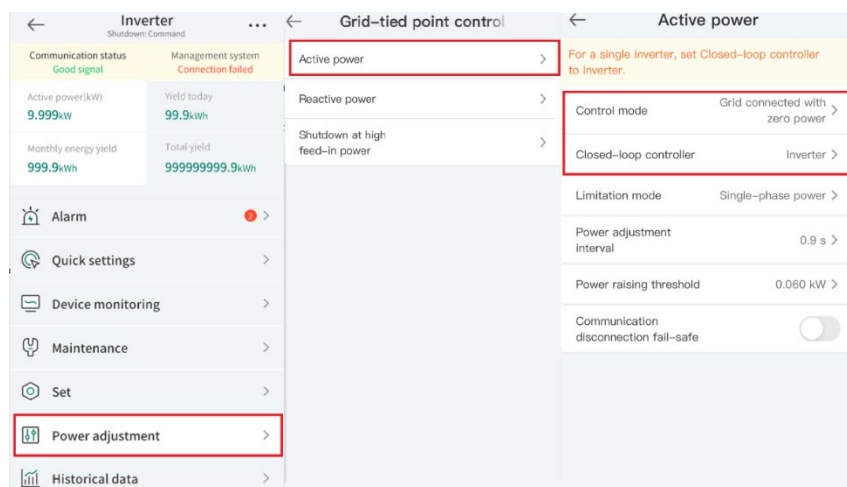 Inverter
Shutdown: Command
Communication status
Good signal
Management system
Connection failed
Active power(kW)
9.999kW
Yield today
99.9kWh
Monthly energy yield
999.9kWh
Total yield
999999999.9kWh
Alarm
2
Quick settings
Device monitoring
Maintenance
Set
Power adjustment
Historical data
Grid-tied point control
Active power
Reactive power
Shutdown at high
feed-in power
Active power
For a single inverter, set Closed-loop controller
to Inverter.
Control mode
Grid connected with
zero power
Closed-loop controller
Inverter
Limitation mode
Single-phase power
Power adjustment
interval
0.9 s
Power raising threshold
0.060 kW
Communication
disconnection fail-safe